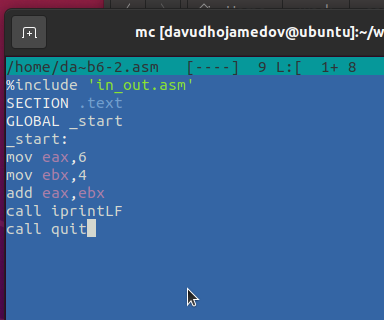 mc [davudhojamedov@ubuntu]:~/w
/home/da~b6-2.asm [----] 9 L:[ 1+ 8
%include 'in_out.asm'
SECTION .text
GLOBAL _start
_start:
mov eax,6
mov ebx,4
add eax,ebx
call iprintLF
call quit